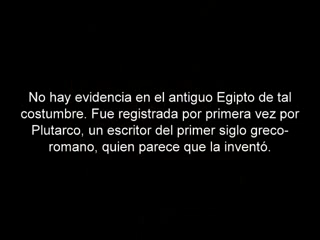 No hay evidencia en el antiguo Egipto de tal
costumbre. Fue registrada por primera vez por
Plutarco, un escritor del primer siglo greco-
romano, quien parece que la inventó.